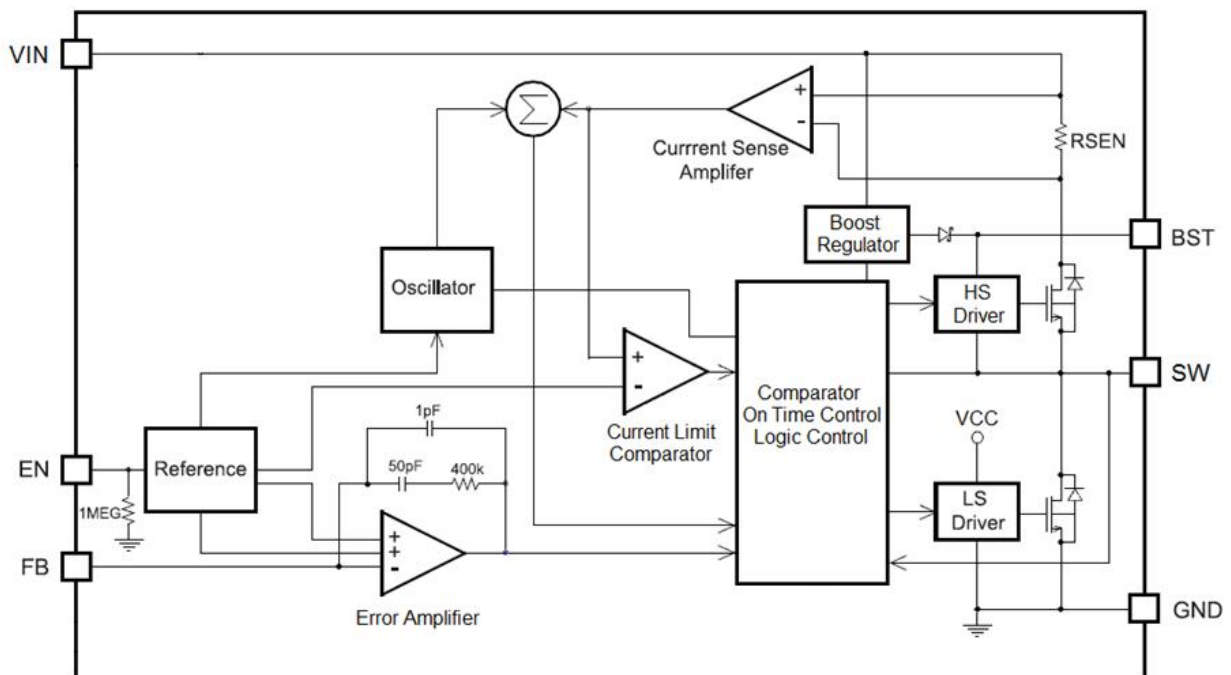 VIN
Σ
+
-
Currrent Sense
Amplifer
RSEN
Boost
Regulator
BST
Oscillator
HS
Driver
+
-
Current Limit
Comparator
Comparator
On Time Control
Logic Control
SW
VCC
1pF
50pF
400k
EN
Reference
1MEG
LS
Driver
FB
+
+
-
Error Amplifier
GND